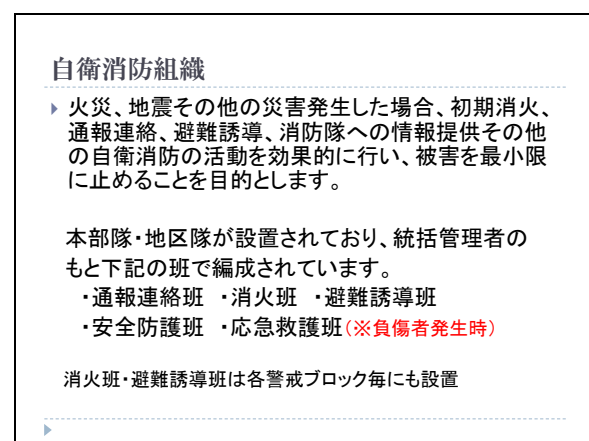 自衛消防組織
火災、地震その他の災害発生した場合、初期消火、
通報連絡、避難誘導、消防隊への情報提供その他
の自衛消防の活動を効果的に行い、被害を最小限
に止めることを目的とします。
本部隊・地区隊が設置されており、統括管理者の
もと下記の班で編成されています。
・通報連絡班 ・消火班 ・避難誘導班
・安全防護班 ・応急救護班(※負傷者発生時)
消火班・避難誘導班は各警戒ブロック毎にも設置